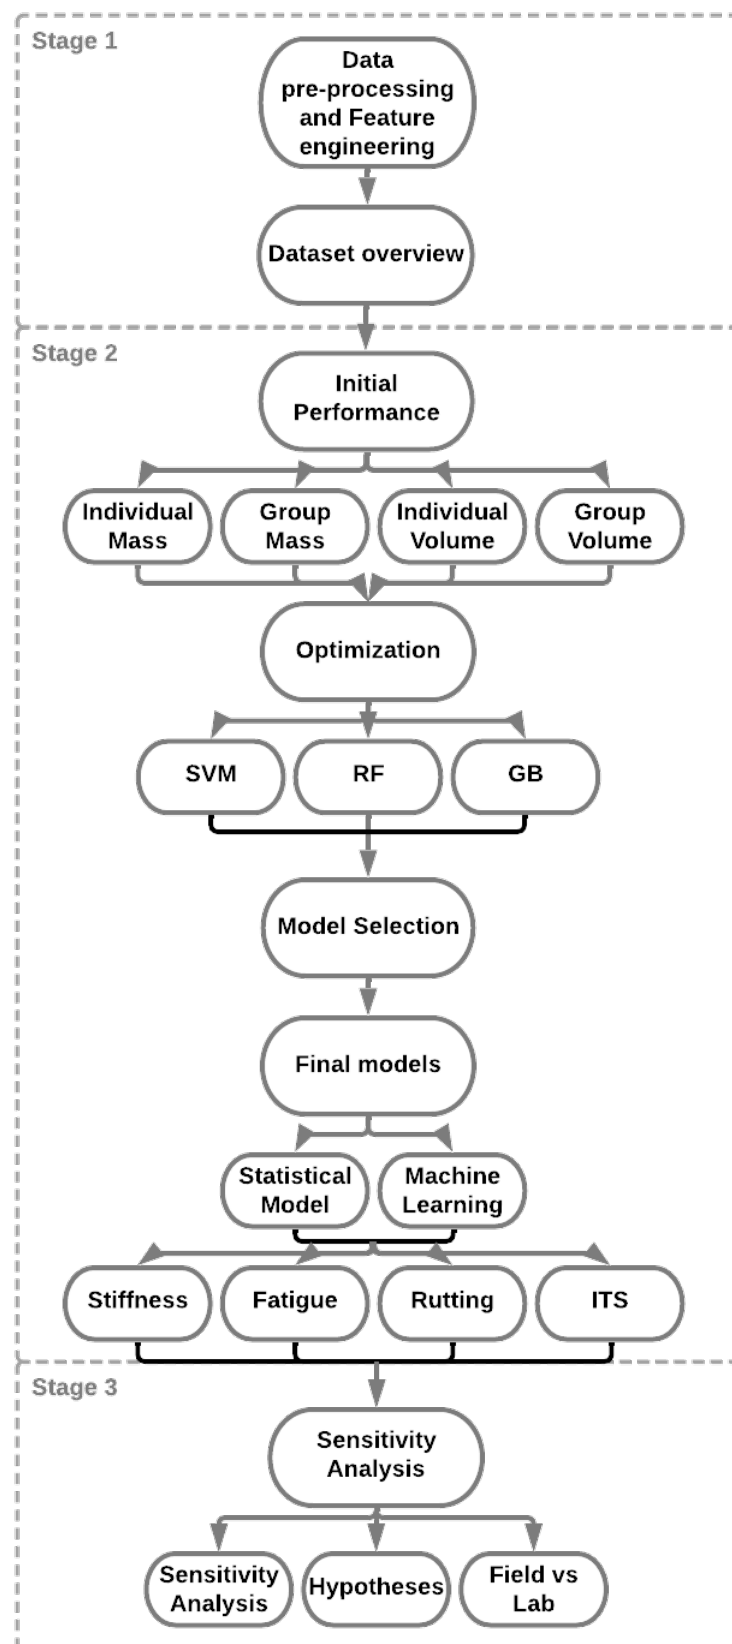 Stage 1
Data
pre-processing
and Feature
engineering
Dataset overview
Stage 2
Initial
Performance
Individual
Mass
Group
Mass
Individual
Volume
Group
Volume
Optimization
SVM
RF
GB
Model Selection
Final models
Statistical
Model
Machine
Learning
Stiffness
Fatigue
Rutting
ITS
Stage 3
Sensitivity
Analysis
Sensitivity
Analysis
Hypotheses
Field vs
Lab